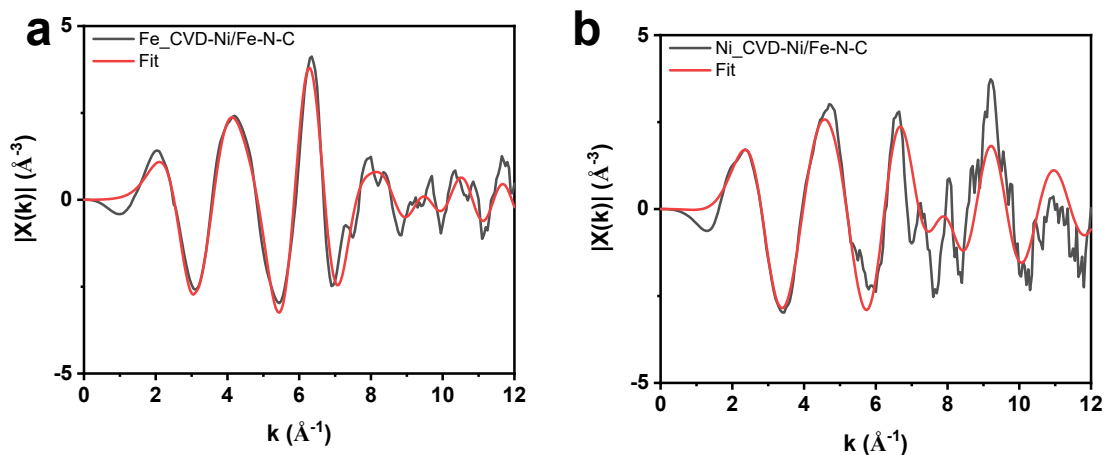 a
Fe_CVD-Ni/Fe-N-C
Fit
5
0
-5
|X(k)| (Å⁻³)
0 2 4 6 8 10 12
k (Å⁻¹)
b
Ni_CVD-Ni/Fe-N-C
Fit
5
0
-5
|X(k)| (Å⁻³)
0 2 4 6 8 10 12
k (Å⁻¹)